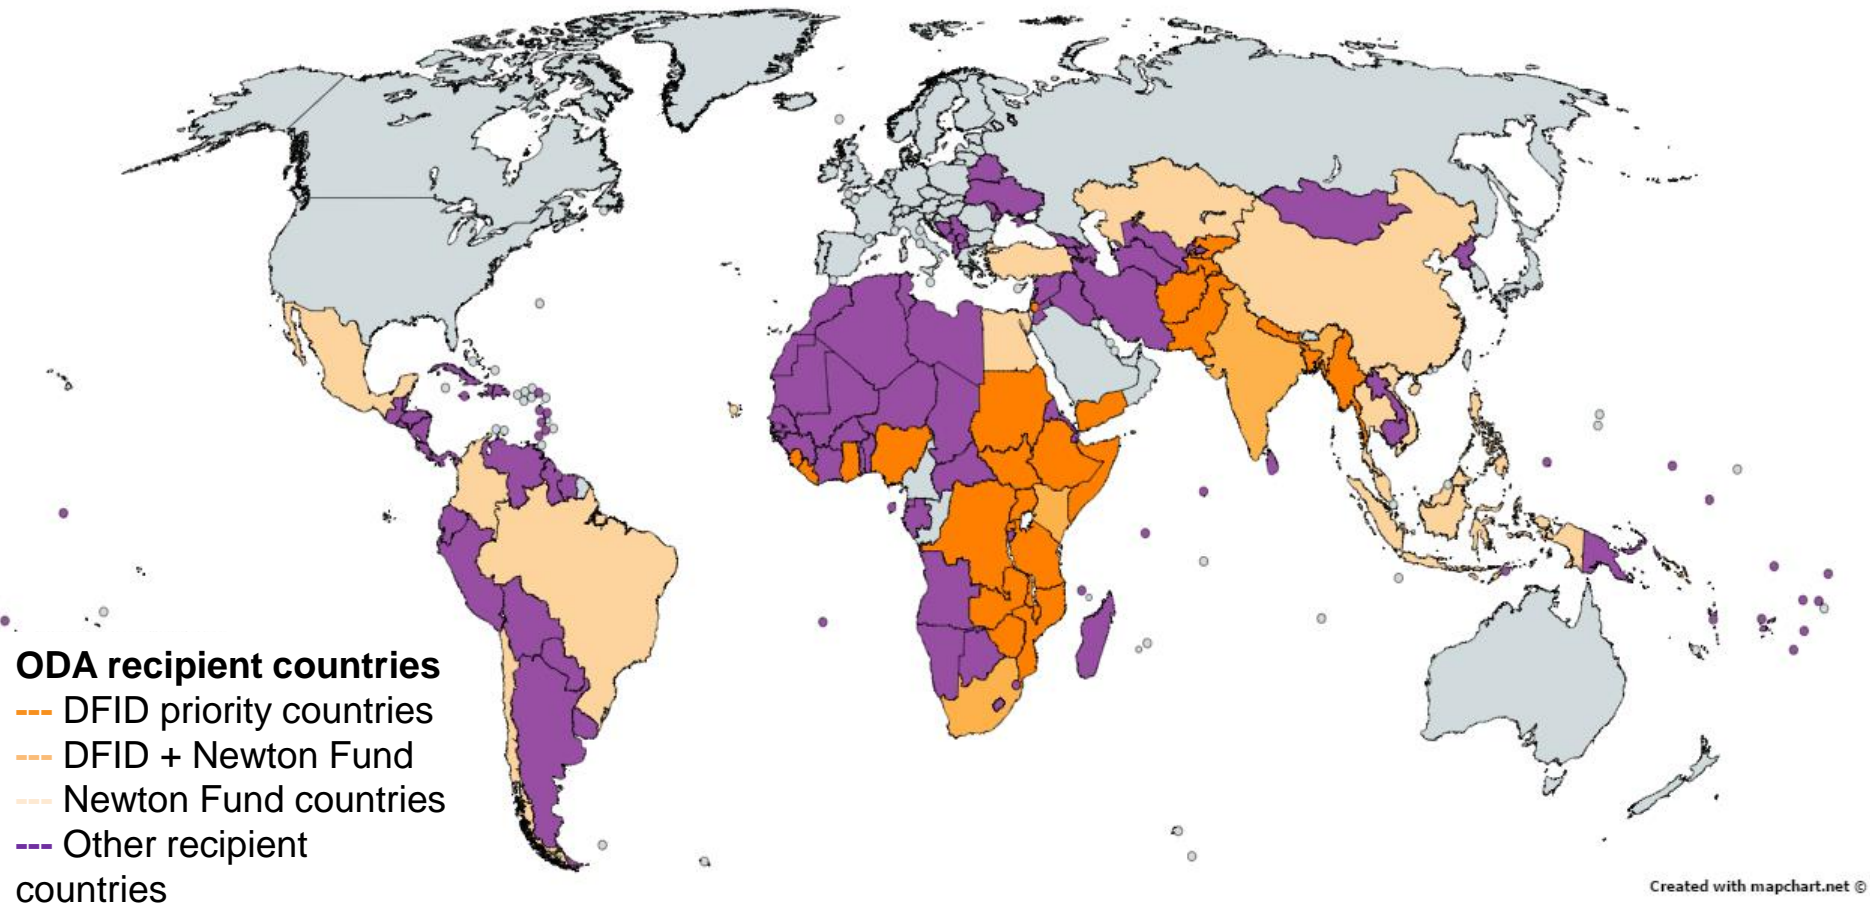 ODA recipient countries
--- DFID priority countries
--- DFID + Newton Fund
--- Newton Fund countries
--- Other recipient
countries
Created with mapchart.net ©